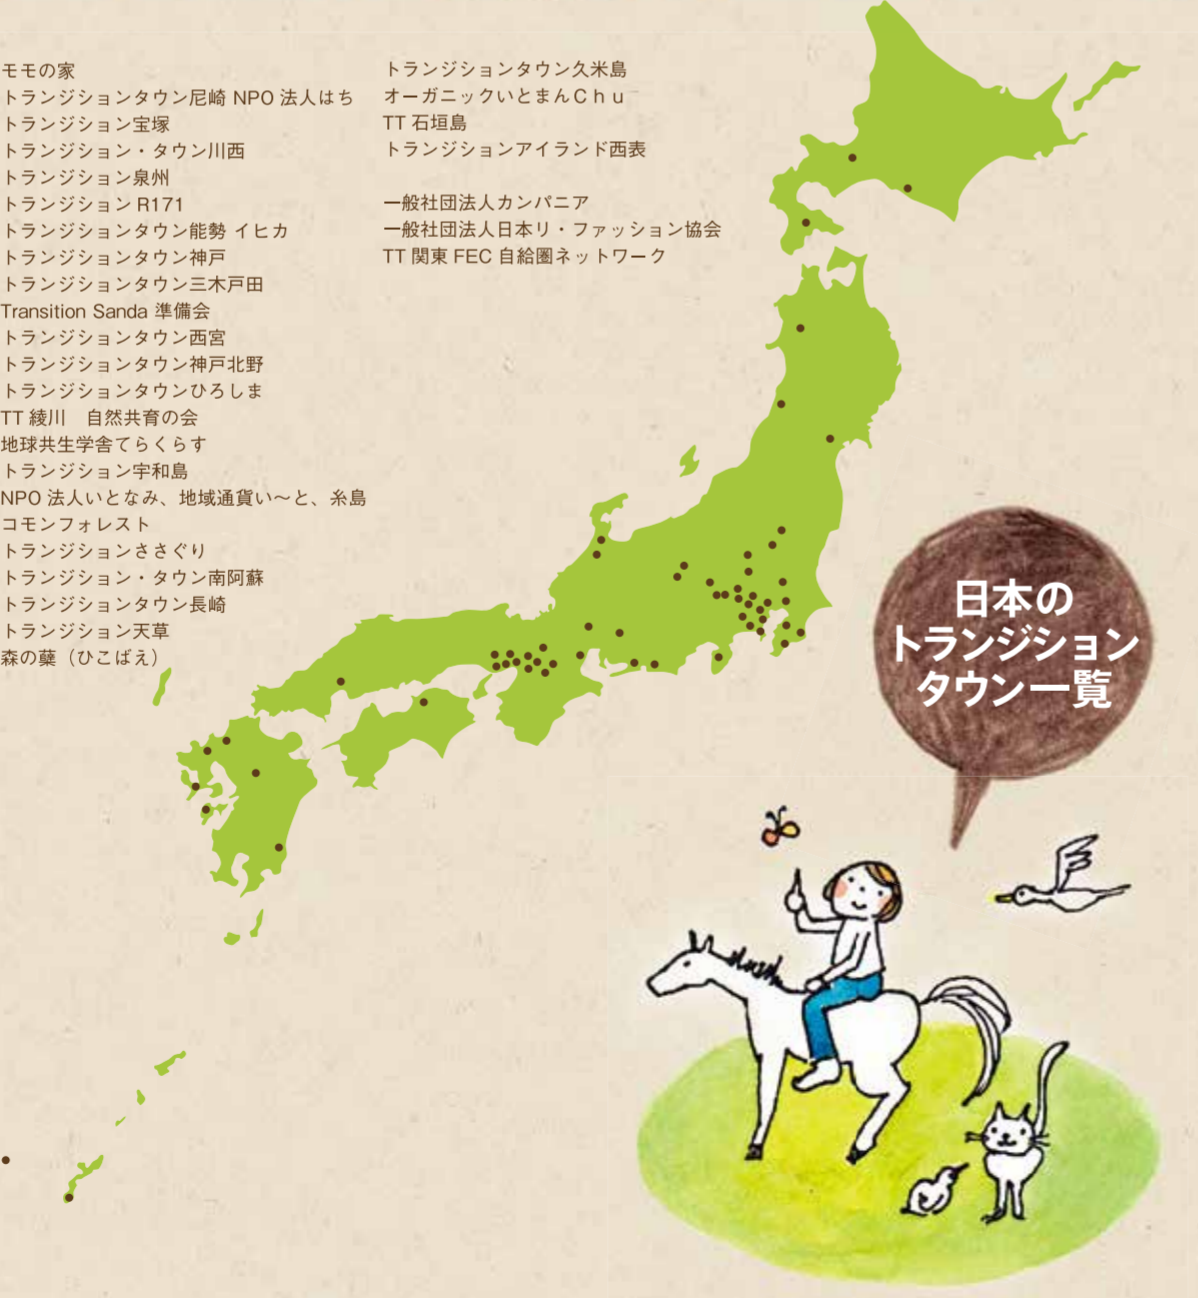 モモの家
トランジションタウン尼崎 NPO 法人はち
トランジション宝塚
トランジション・タウン川西
トランジション泉州
トランジション R171
トランジションタウン能勢 イヒカ
トランジションタウン神戸
トランジションタウン三木戸田
Transition Sanda 準備会
トランジションタウン西宮
トランジションタウン神戸北野
トランジションタウンひろしま
TT 綾川　自然共育の会
地球共生学舎てらくらす
トランジション宇和島
NPO 法人いとなみ、地域通貨い～と、糸島
コモンフォレスト
トランジションささぐり
トランジション・タウン南阿蘇
トランジションタウン長崎
トランジション天草
森の蘖（ひこばえ）
トランジションタウン久米島
オーガニックいとまんＣｈｕ
TT 石垣島
トランジションアイランド西表
一般社団法人カンパニア
一般社団法人日本リ・ファッション協会
TT 関東 FEC 自給圏ネットワーク
日本の
トランジション
タウン一覧